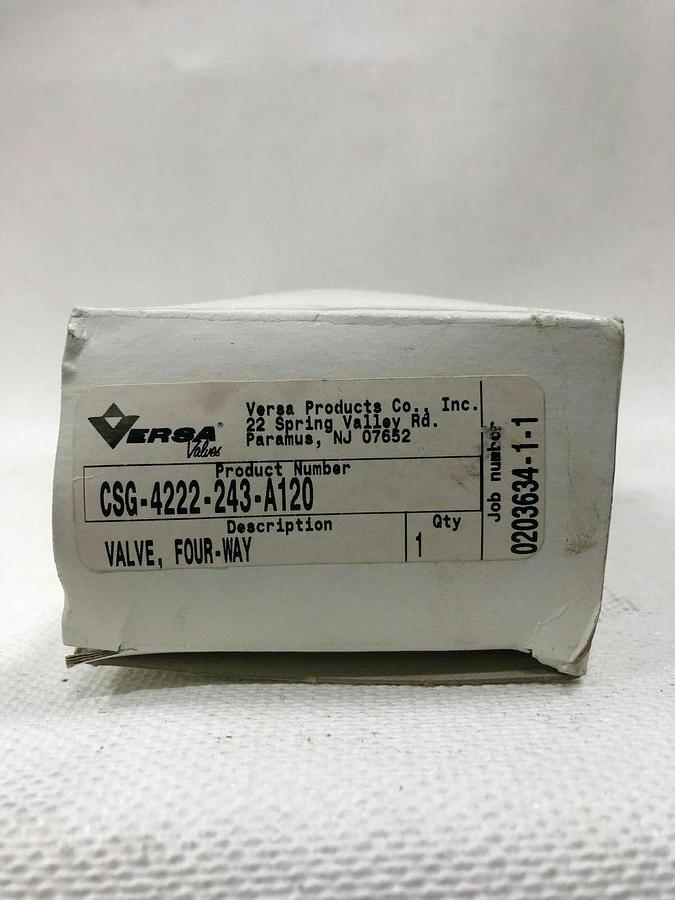 VERSA®
Valves
Versa Products Co., Inc.
22 Spring Valley Rd.
Paramus, NJ 07652
Product Number
CSG-4222-243-A120
Description
VALVE, FOUR-WAY
Qty
1
Job number
0203634-1-1